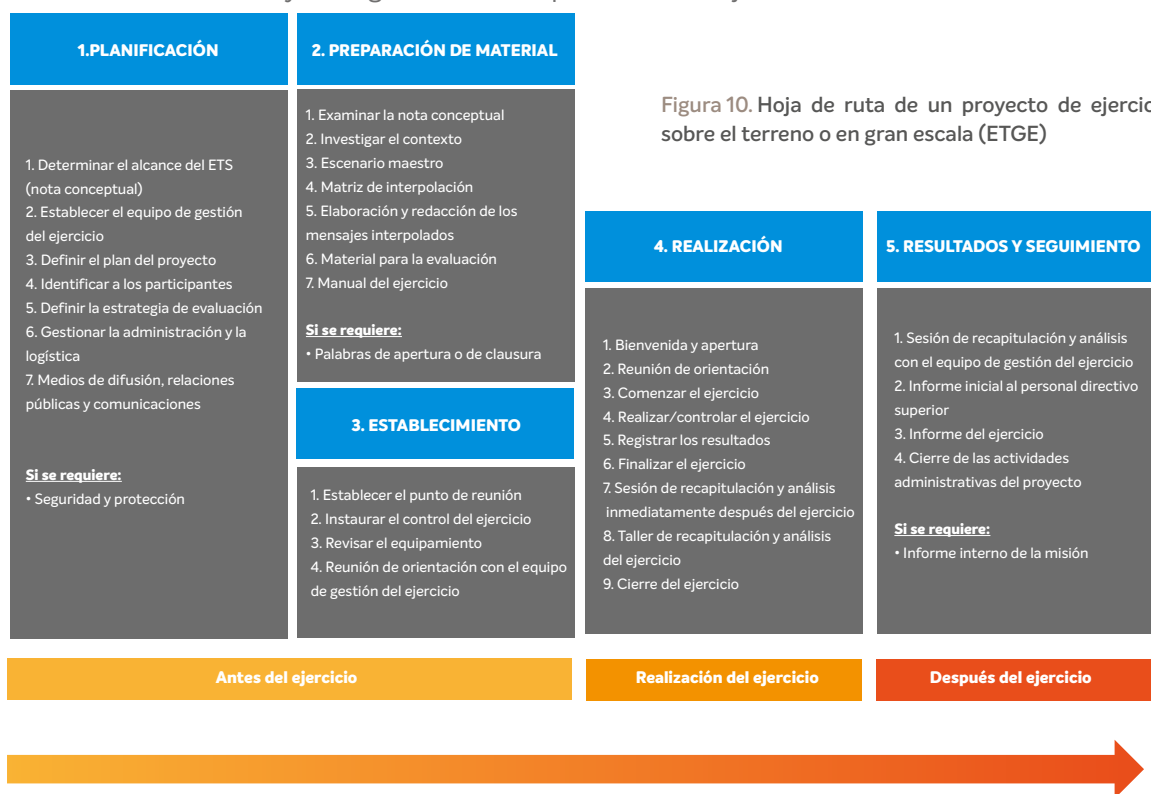 1.PLANIFICACIÓN
1. Determinar el alcance del ETS
(nota conceptual)
2. Establecer el equipo de gestión
del ejercicio
3. Definir el plan del proyecto
4. Identificar a los participantes
5. Definir la estrategia de evaluación
6. Gestionar la administración y la
logística
7. Medios de difusión, relaciones
públicas y comunicaciones
Si se requiere:
• Seguridad y protección
2. PREPARACIÓN DE MATERIAL
1. Examinar la nota conceptual
2. Investigar el contexto
3. Escenario maestro
4. Matriz de interpolación
5. Elaboración y redacción de los
mensajes interpolados
6. Material para la evaluación
7. Manual del ejercicio
Si se requiere:
• Palabras de apertura o de clausura
3. ESTABLECIMIENTO
1. Establecer el punto de reunión
2. Instaurar el control del ejercicio
3. Revisar el equipamiento
4. Reunión de orientación con el equipo
de gestión del ejercicio
Figura 10. Hoja de ruta de un proyecto de ejercic
sobre el terreno o en gran escala (ETGE)
4. REALIZACIÓN
1. Bienvenida y apertura
2. Reunión de orientación
3. Comenzar el ejercicio
4. Realizar/controlar el ejercicio
5. Registrar los resultados
6. Finalizar el ejercicio
7. Sesión de recapitulación y análisis
inmediatamente después del ejercicio
8. Taller de recapitulación y análisis
del ejercicio
9. Cierre del ejercicio
5. RESULTADOS Y SEGUIMIENTO
1. Sesión de recapitulación y análisis
con el equipo de gestión del ejercicio
2. Informe inicial al personal directivo
superior
3. Informe del ejercicio
4. Cierre de las actividades
administrativas del proyecto
Si se requiere:
• Informe interno de la misión
Antes del ejercicio
Realización del ejercicio
Después del ejercicio